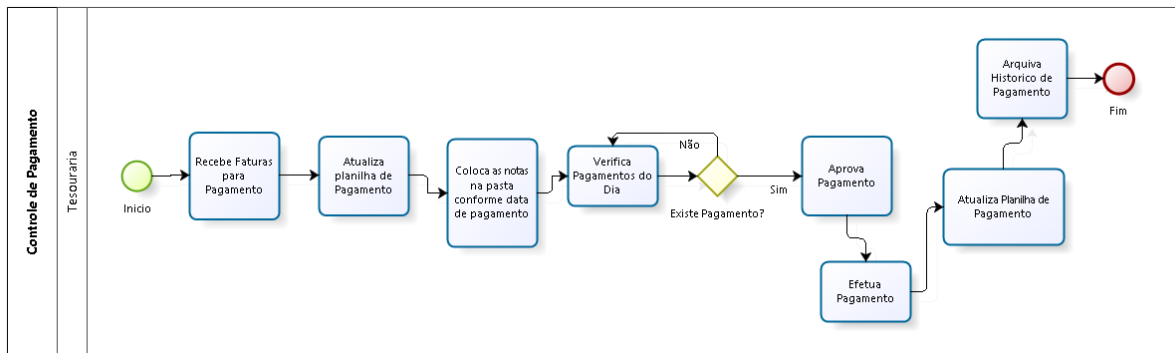 Controle de Pagamento
Tesouraria
Inicio
Recebe Faturas
para
Pagamento
Atualiza
planilha de
Pagamento
Coloca as notas
na pasta
conforme data
de pagamento
Verifica
Pagamentos do
Dia
Não
Existe Pagamento?
Sim
Aprova
Pagamento
Efetua
Pagamento
Atualiza Planilha de
Pagamento
Arquiva
Historico de
Pagamento
Fim